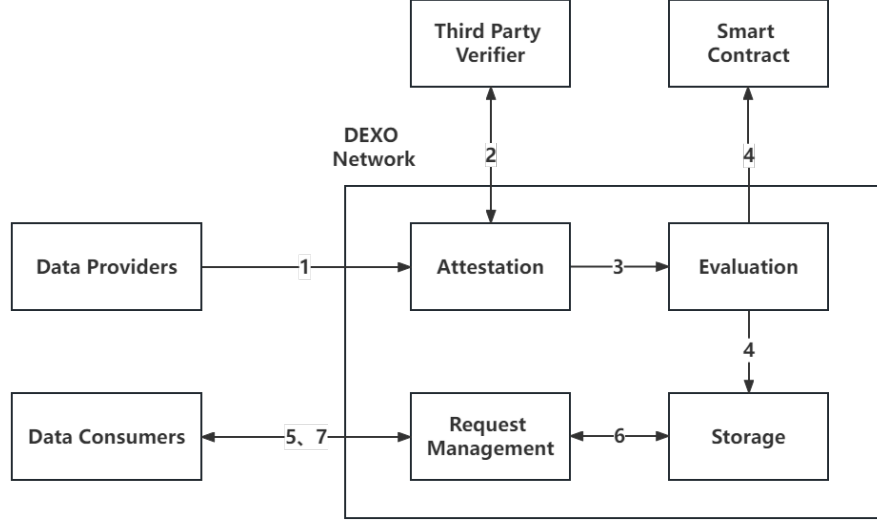 Third Party
Verifier
Smart
Contract
DEXO
Network
2
4
Data Providers
1
Attestation
3
Evaluation
4
Data Consumers
5、7
Request
Management
6
Storage